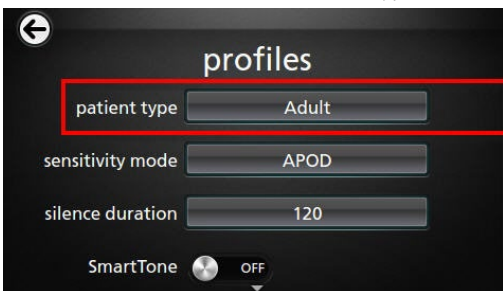 profiles
patient type Adult
sensitivity mode APOD
silence duration 120
SmartTone OFF